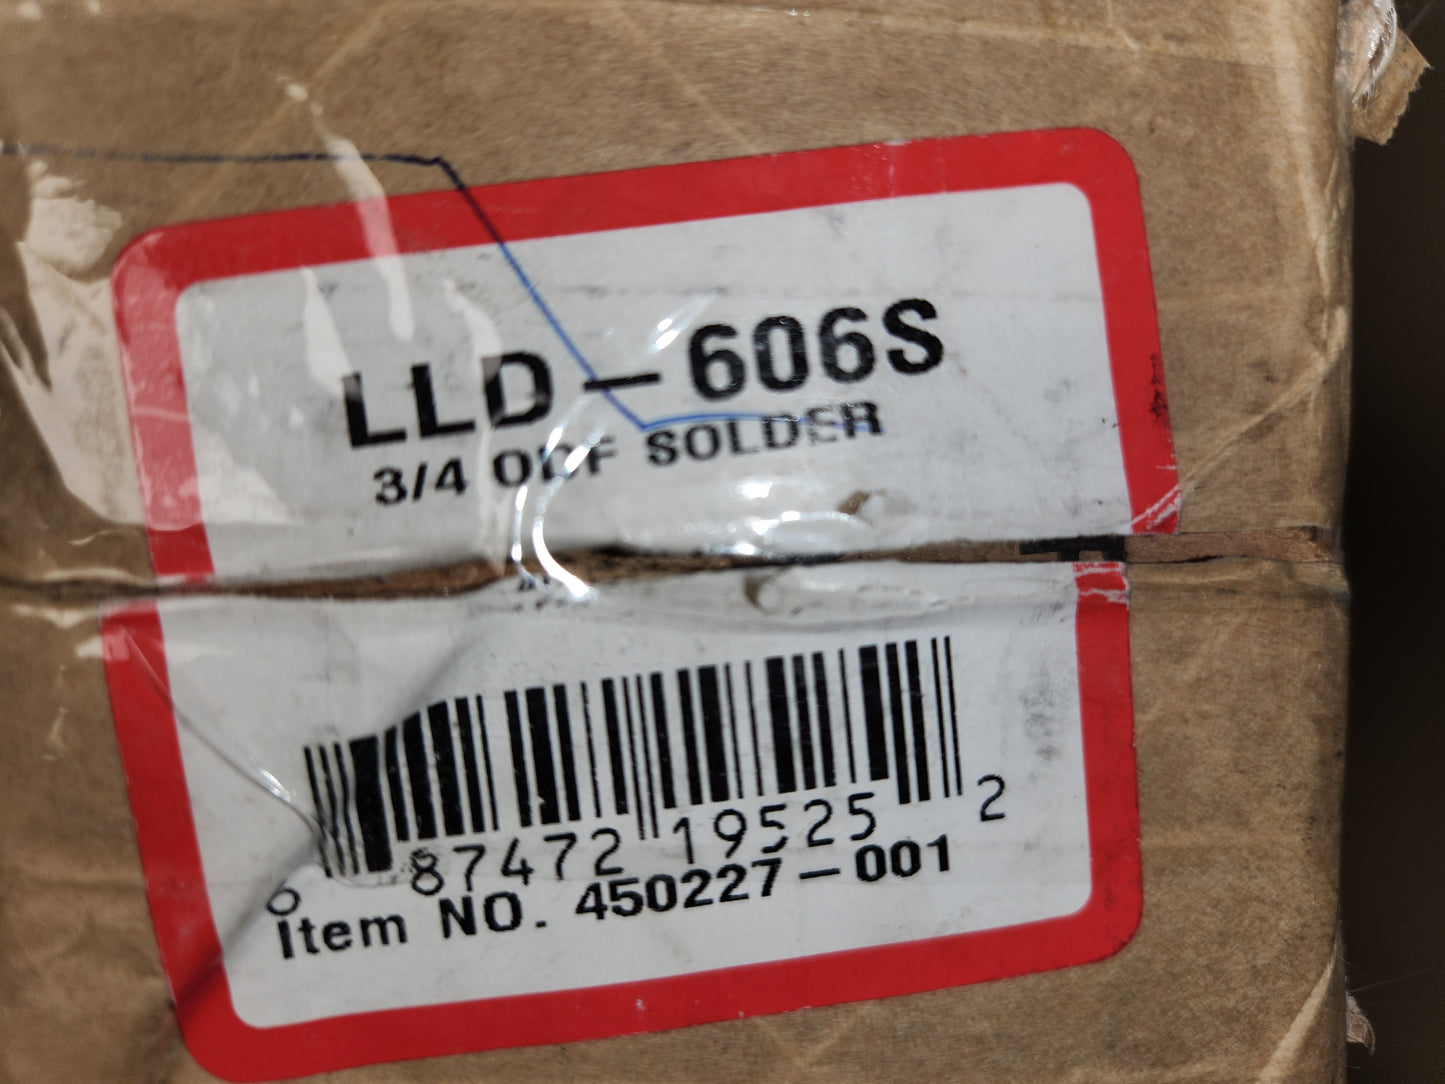 LLD-606S
3/4 ODF SOLDER
6 87472 19525 2
Item NO. 450227-001